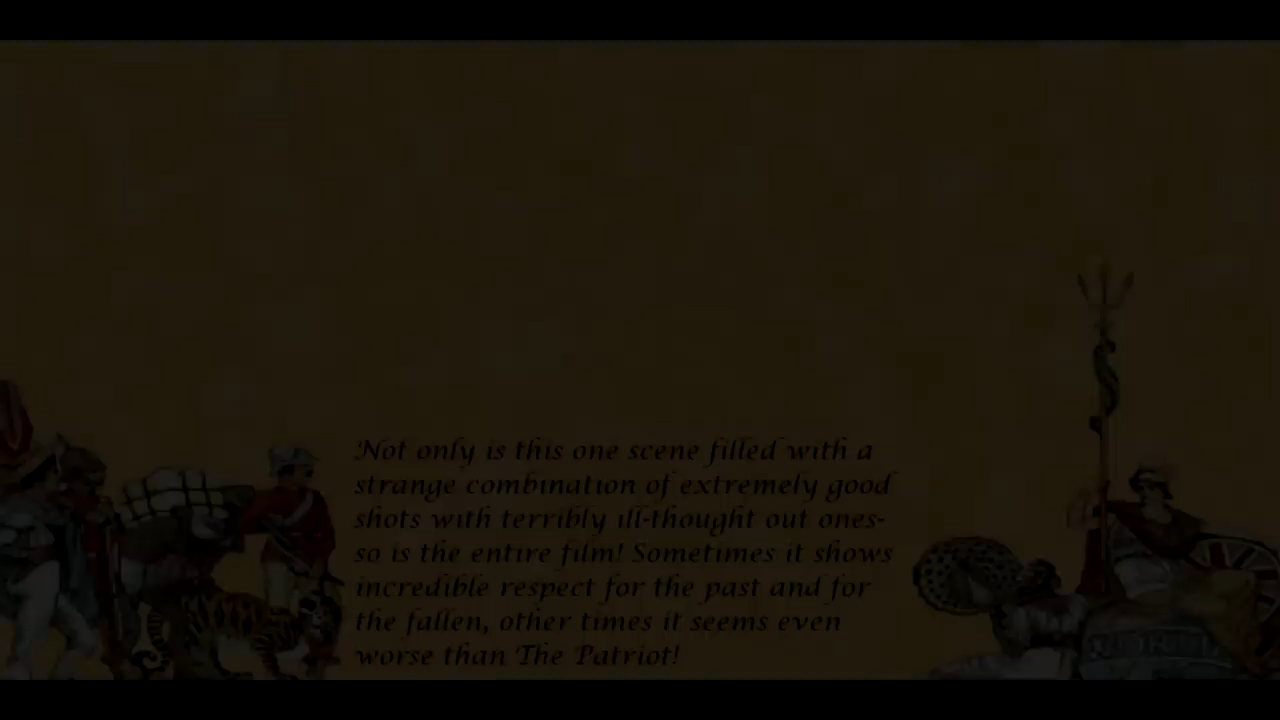 Not only is this one scene filled with a
strange combination of extremely good
shots with terribly ill-thought out ones-
so is the entire film! Sometimes it shows
incredible respect for the past and for
the fallen, other times it seems even
worse than The Patriot!